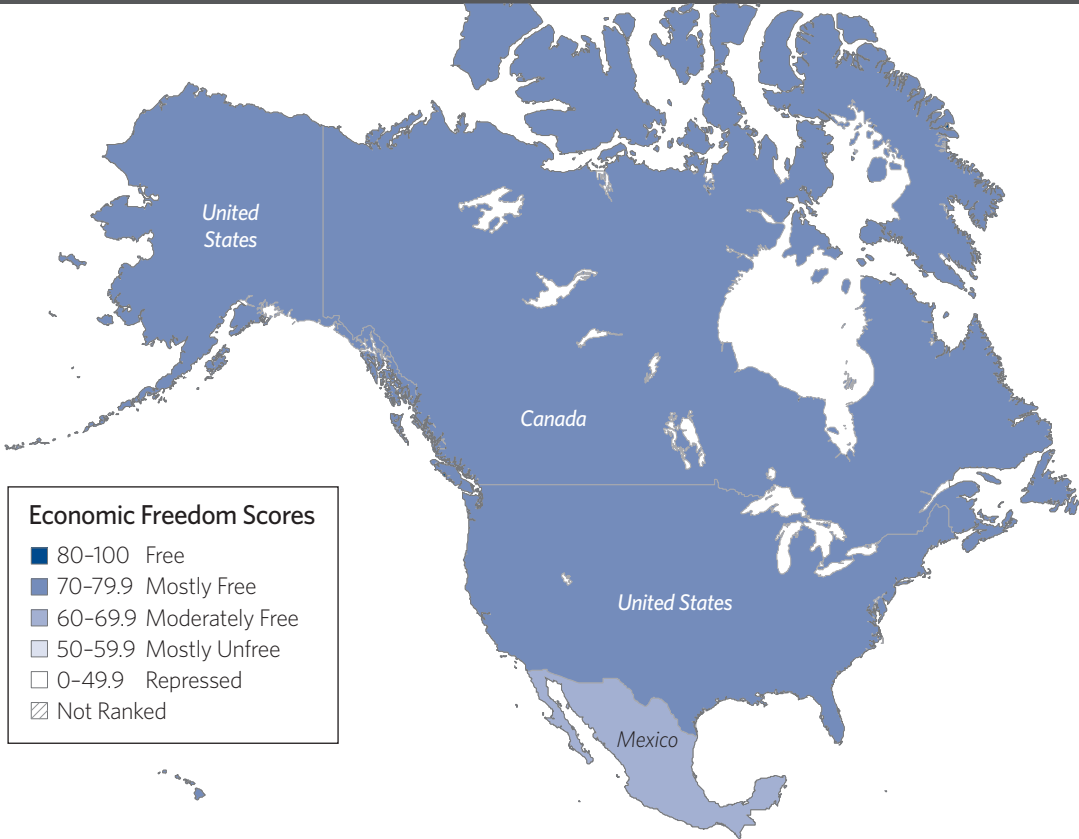 United
States
Canada
United States
Mexico
Economic Freedom Scores
80–100 Free
70–79.9 Mostly Free
60–69.9 Moderately Free
50–59.9 Mostly Unfree
0–49.9 Repressed
Not Ranked